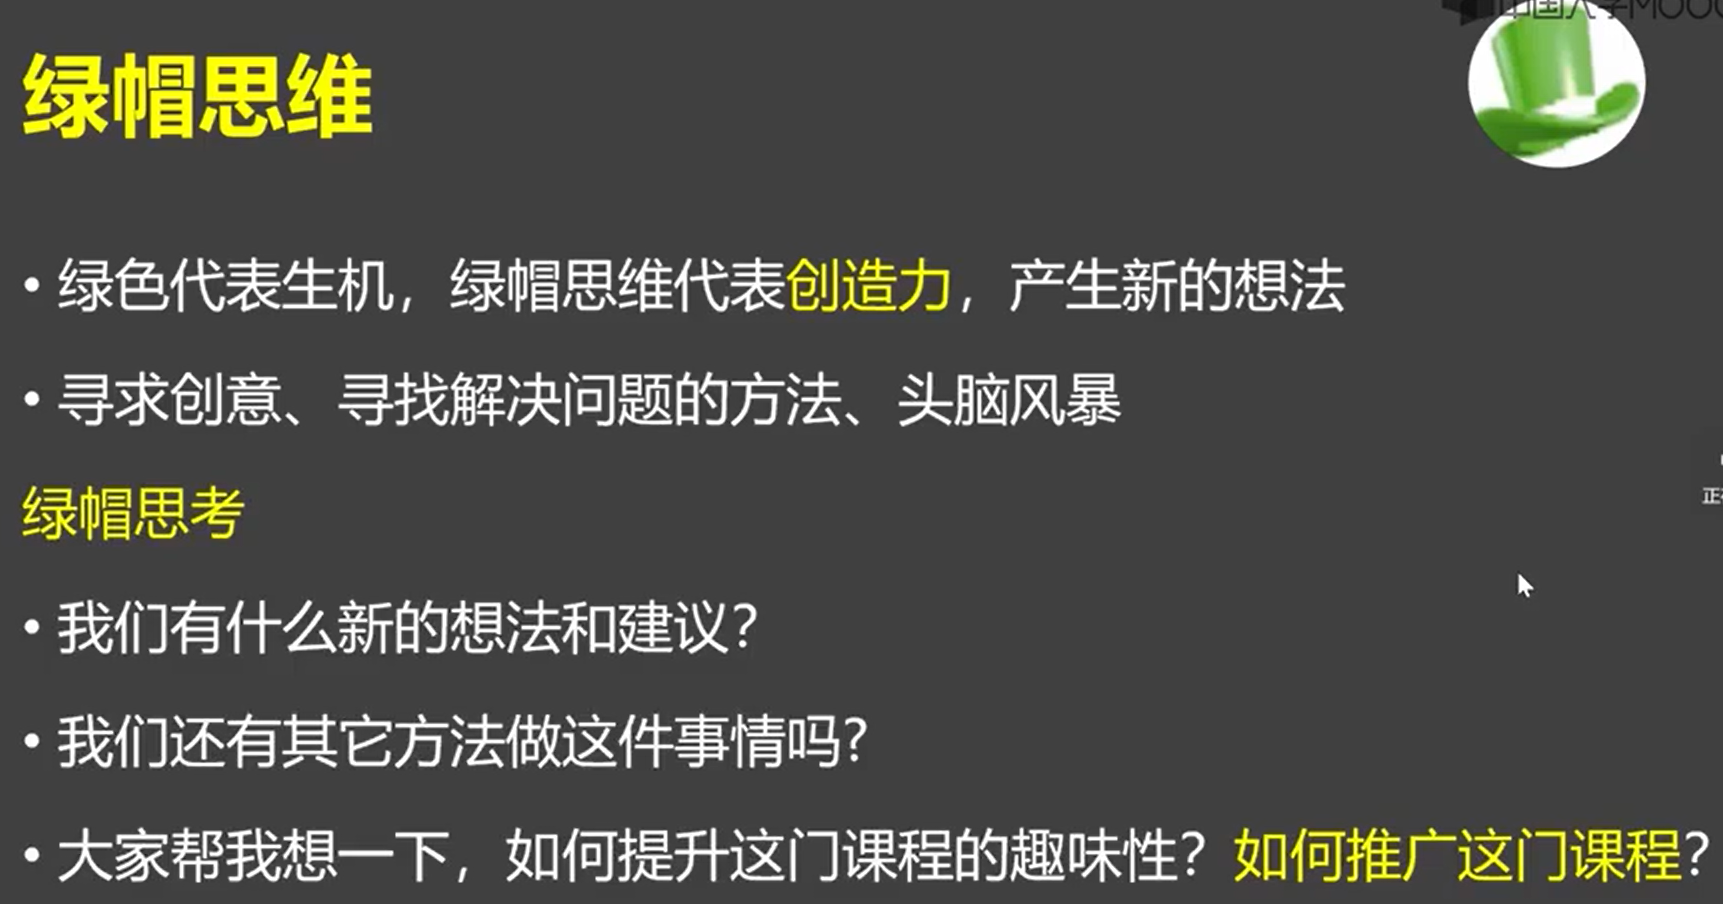 中国大学MOOC
绿帽思维
• 绿色代表生机，绿帽思维代表创造力，产生新的想法
• 寻求创意、寻找解决问题的方法、头脑风暴
绿帽思考
• 我们有什么新的想法和建议？
• 我们还有其它方法做这件事情吗？
• 大家帮我想一下，如何提升这门课程的趣味性？如何推广这门课程？